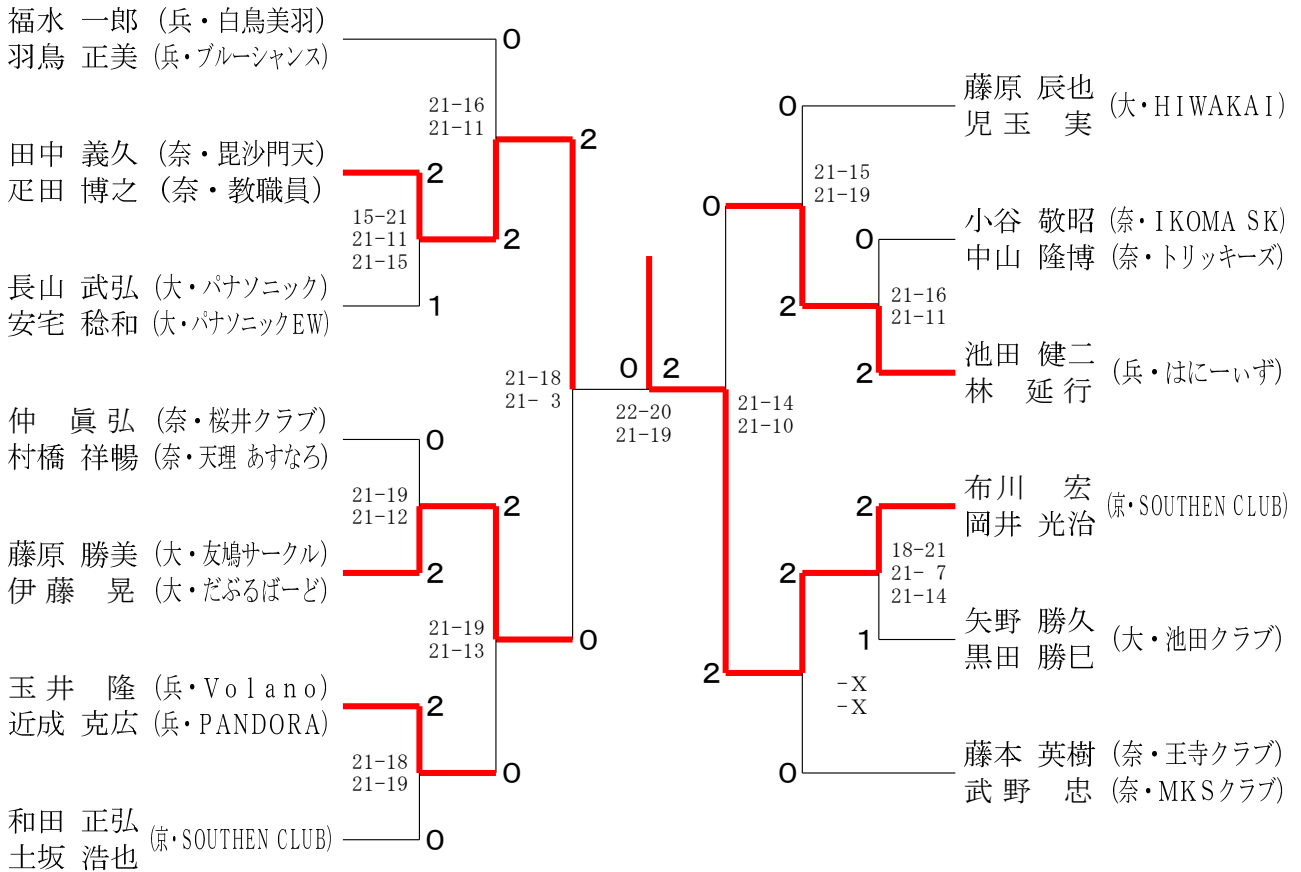 福水 一郎 (兵・白鳥美羽)
羽鳥 正美 (兵・ブルーシャンス)
0
21-16
21-11
2
田中 義久 (奈・毘沙門天)
疋田 博之 (奈・教職員)
2
15-21
21-11
21-15
2
長山 武弘 (大・パナソニック)
安宅 稔和 (大・パナソニックEW)
1
21-18
21- 3
仲 眞弘 (奈・桜井クラブ)
村橋 祥暢 (奈・天理 あすなろ)
0
21-19
21-12
2
藤原 勝美 (大・友鳩サークル)
伊藤 晃 (大・だぶるばーど)
2
21-19
21-13
0
玉井 隆 (兵・Volano)
近成 克広 (兵・PANDORA)
2
21-18
21-19
0
和田 正弘
土坂 浩也
(京・SOUTHEN CLUB)
0
0 2
22-20
21-19
藤原 辰也
児玉 実
(大・HIWAKAI)
0
21-15
21-19
0
小谷 敬昭 (奈・IKOMA SK)
中山 隆博 (奈・トリッキーズ)
0
21-16
21-11
2
池田 健二
林 延行
(兵・はにーぃず)
2
21-14
21-10
布川 宏
岡井 光治
(京・SOUTHEN CLUB)
2
18-21
21- 7
21-14
2
矢野 勝久
黒田 勝巳
(大・池田クラブ)
1
2
-X
-X
藤本 英樹 (奈・王寺クラブ)
武野 忠 (奈・MKSクラブ)
0